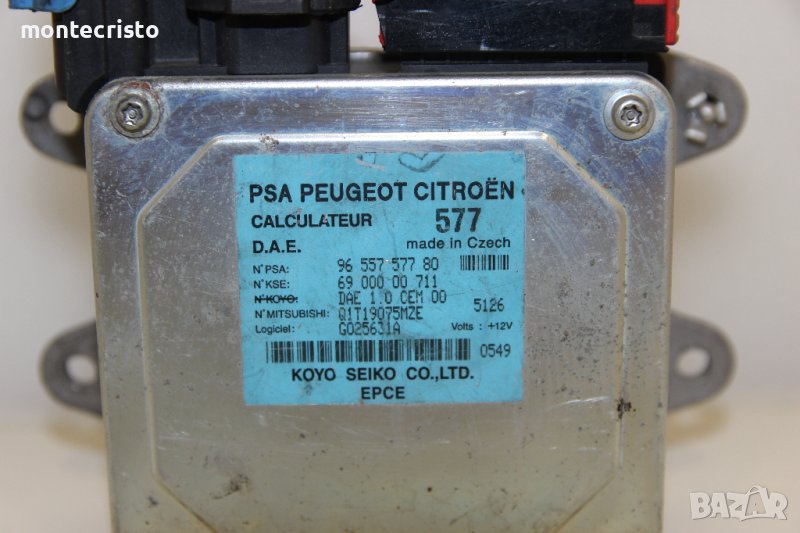 montecristo
PSA PEUGEOT CITROËN
CALCULATEUR 577
D.A.E. made in Czech
N°PSA: 96 557 577 80
N°KSE: 69 000 00 711
N°KOYO: DAE 1.0 CEM 00 5126
N°MITSUBISHI: Q1T19075MZE
Logiciel: G025631A Volts : +12V
0549
KOYO SEIKO CO.,LTD.
EPCE
BAZAR